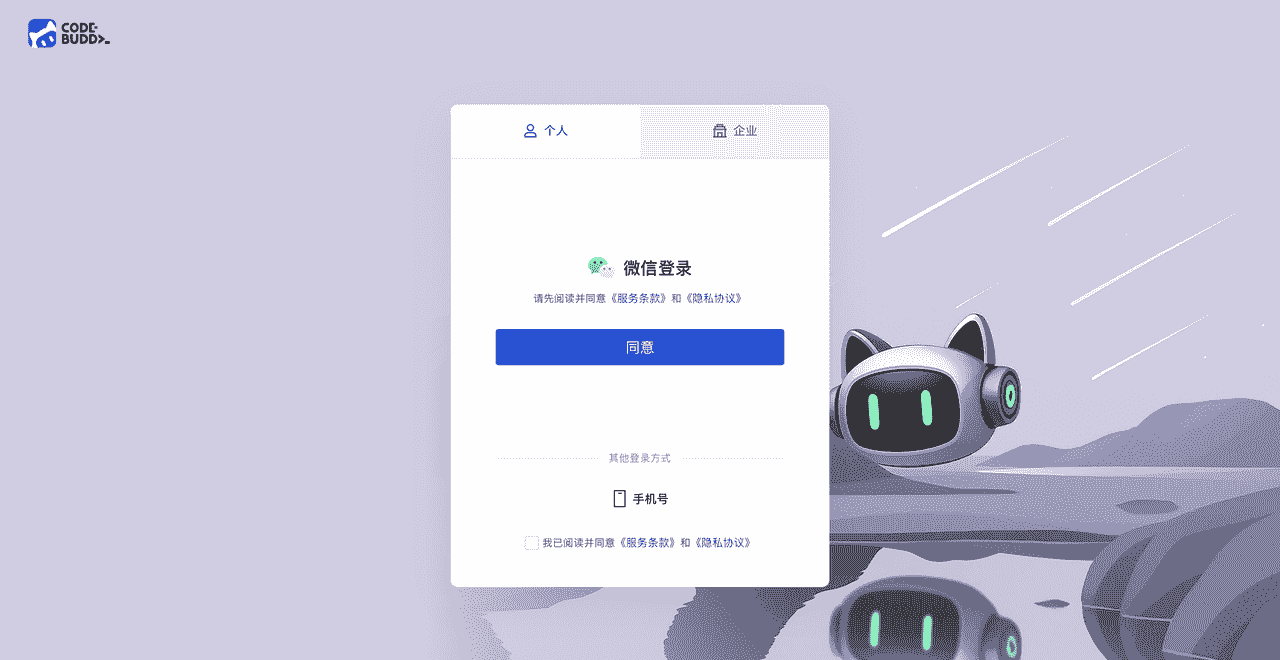 CODE-
BUDD>_
个人
企业
微信登录
请先阅读并同意《服务条款》和《隐私协议》
同意
其他登录方式
手机号
我已阅读并同意《服务条款》和《隐私协议》